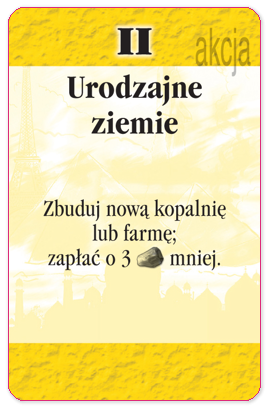 II
akcja
Urodzajne
ziemie
Zbuduj nową kopalnię
lub farmę;
zapłać o 3 mniej.